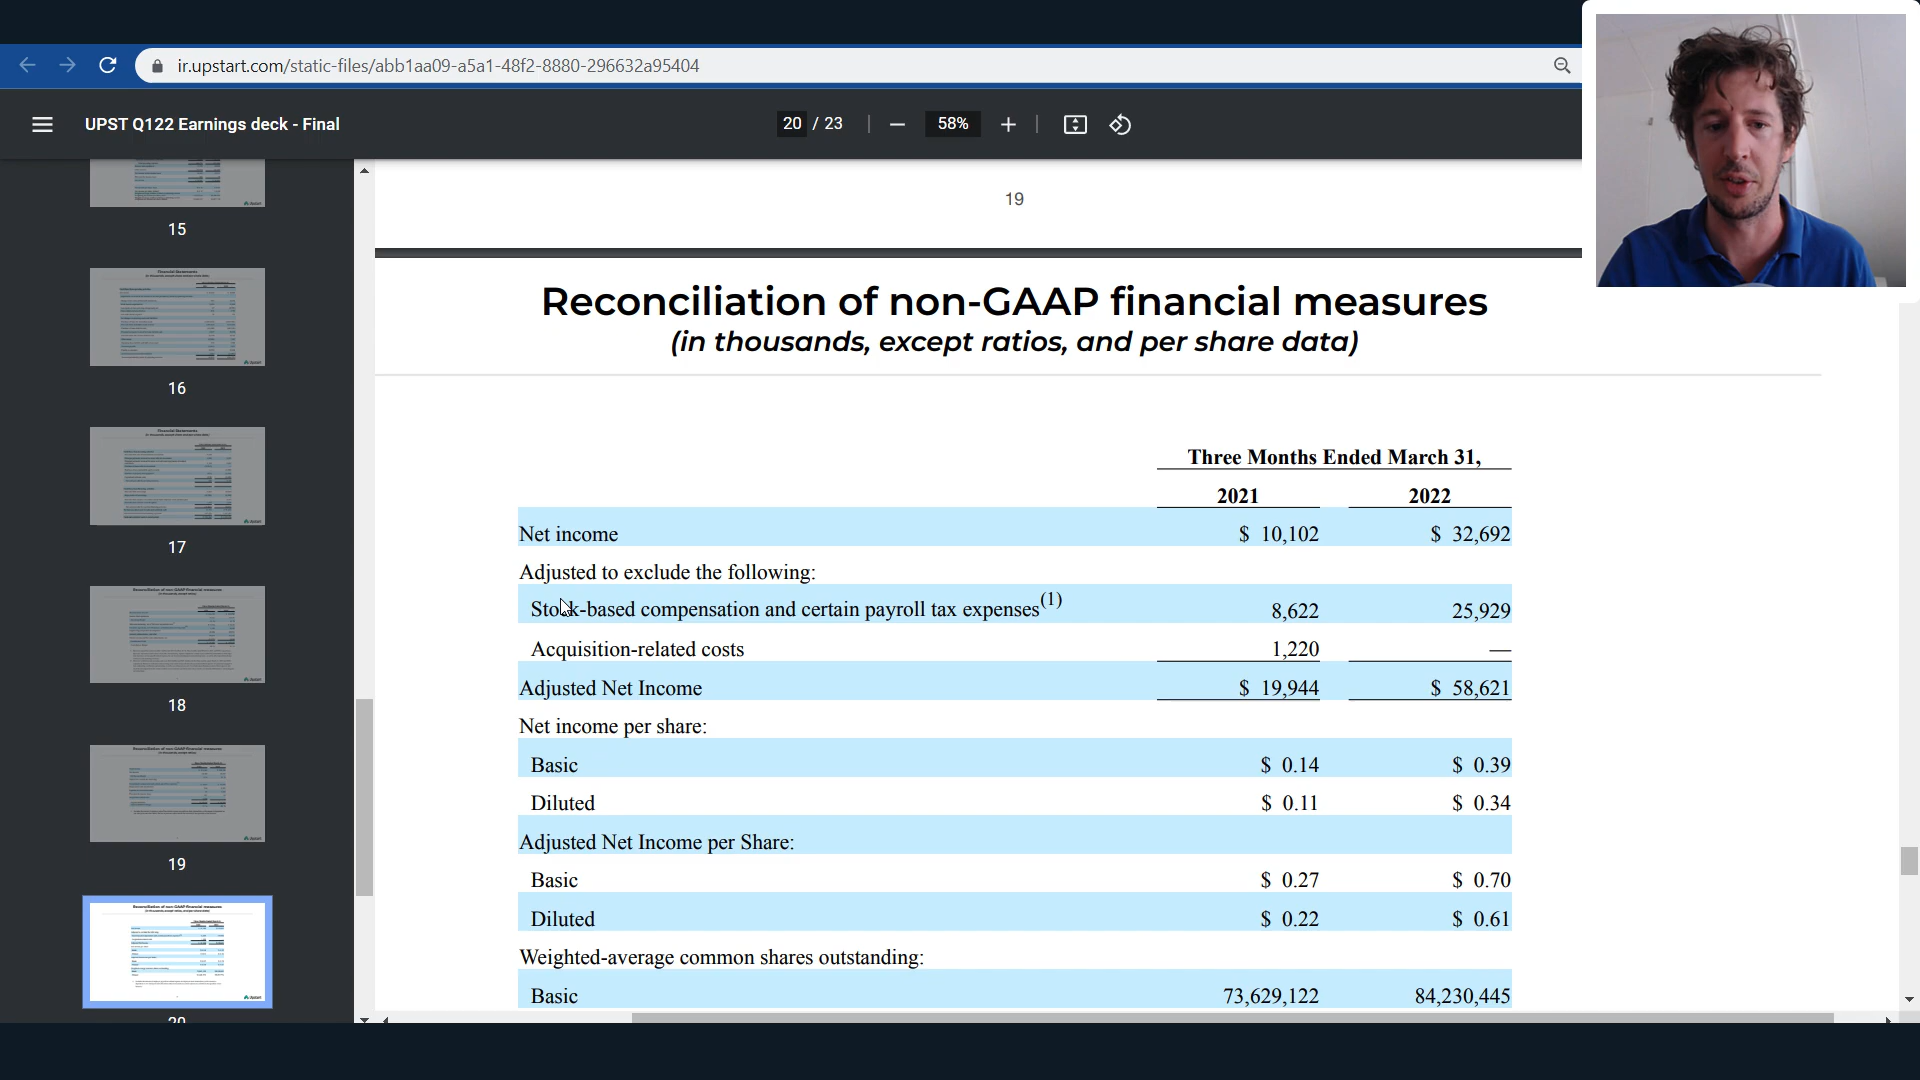 ir.upstart.com/static-files/abb1aa09-a5a1-48f2-8880-296632a95404
UPST Q122 Earnings deck - Final
20 / 23
58%
15
16
17
18
19
20
19
Reconciliation of non-GAAP financial measures
(in thousands, except ratios, and per share data)
Three Months Ended March 31,
2021 2022
Net income $ 10,102 $ 32,692
Adjusted to exclude the following:
Stock-based compensation and certain payroll tax expenses(1) 8,622 25,929
Acquisition-related costs 1,220 —
Adjusted Net Income $ 19,944 $ 58,621
Net income per share:
Basic $ 0.14 $ 0.39
Diluted $ 0.11 $ 0.34
Adjusted Net Income per Share:
Basic $ 0.27 $ 0.70
Diluted $ 0.22 $ 0.61
Weighted-average common shares outstanding:
Basic 73,629,122 84,230,445